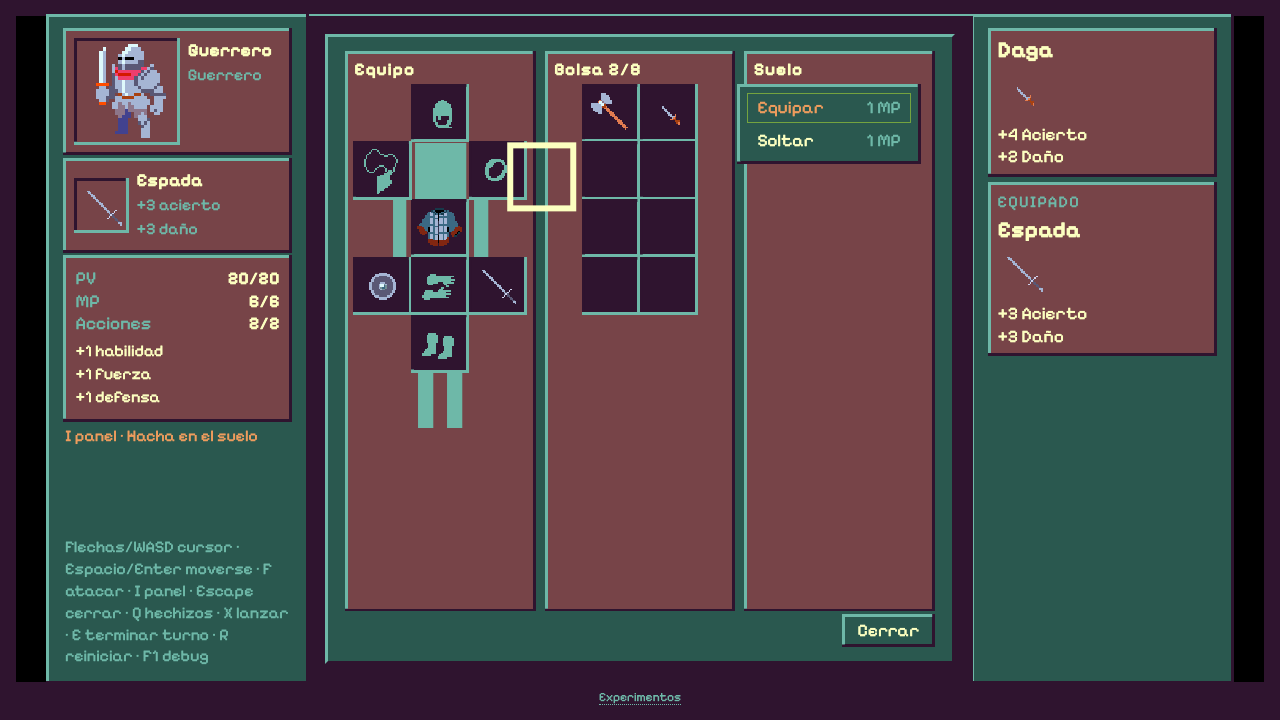 Guerrero
Guerrero
Espada
+3 acierto
+3 daño
PV 80/80
MP 6/6
Acciones 2/2
+1 habilidad
+1 fuerza
+1 defensa
I panel · Hacha en el suelo
Flechas/WASD cursor ·
Espacio/Enter moverse · F
atacar · I panel · Escape
cerrar · Q hechizos · X lanzar
· E terminar turno · R
reiniciar · F1 debug
Equipo
Bolsa 2/8
Suelo
Equipar 1 MP
Soltar 1 MP
Cerrar
Daga
+4 Acierto
+2 Daño
EQUIPADO
Espada
+3 Acierto
+3 Daño
Experimentos